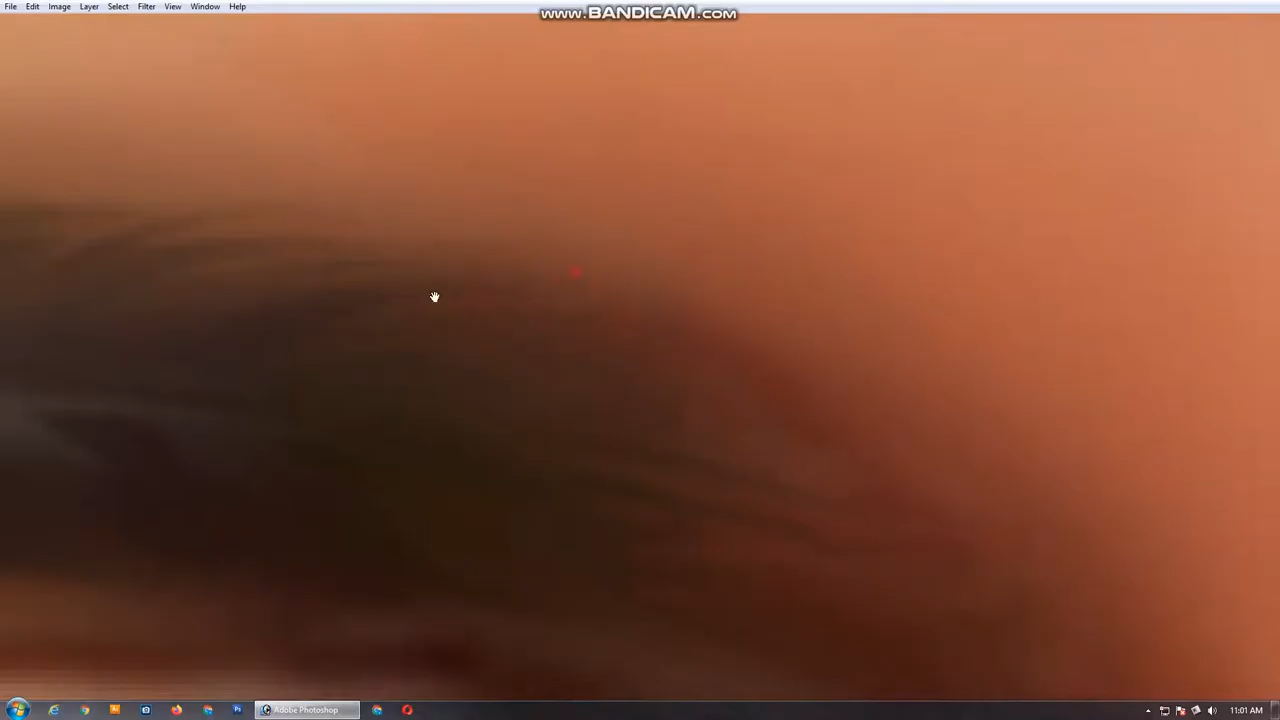 File Edit Image Layer Select Filter View Window Help
www.BANDICAM.com
Adobe Photoshop
11:01 AM